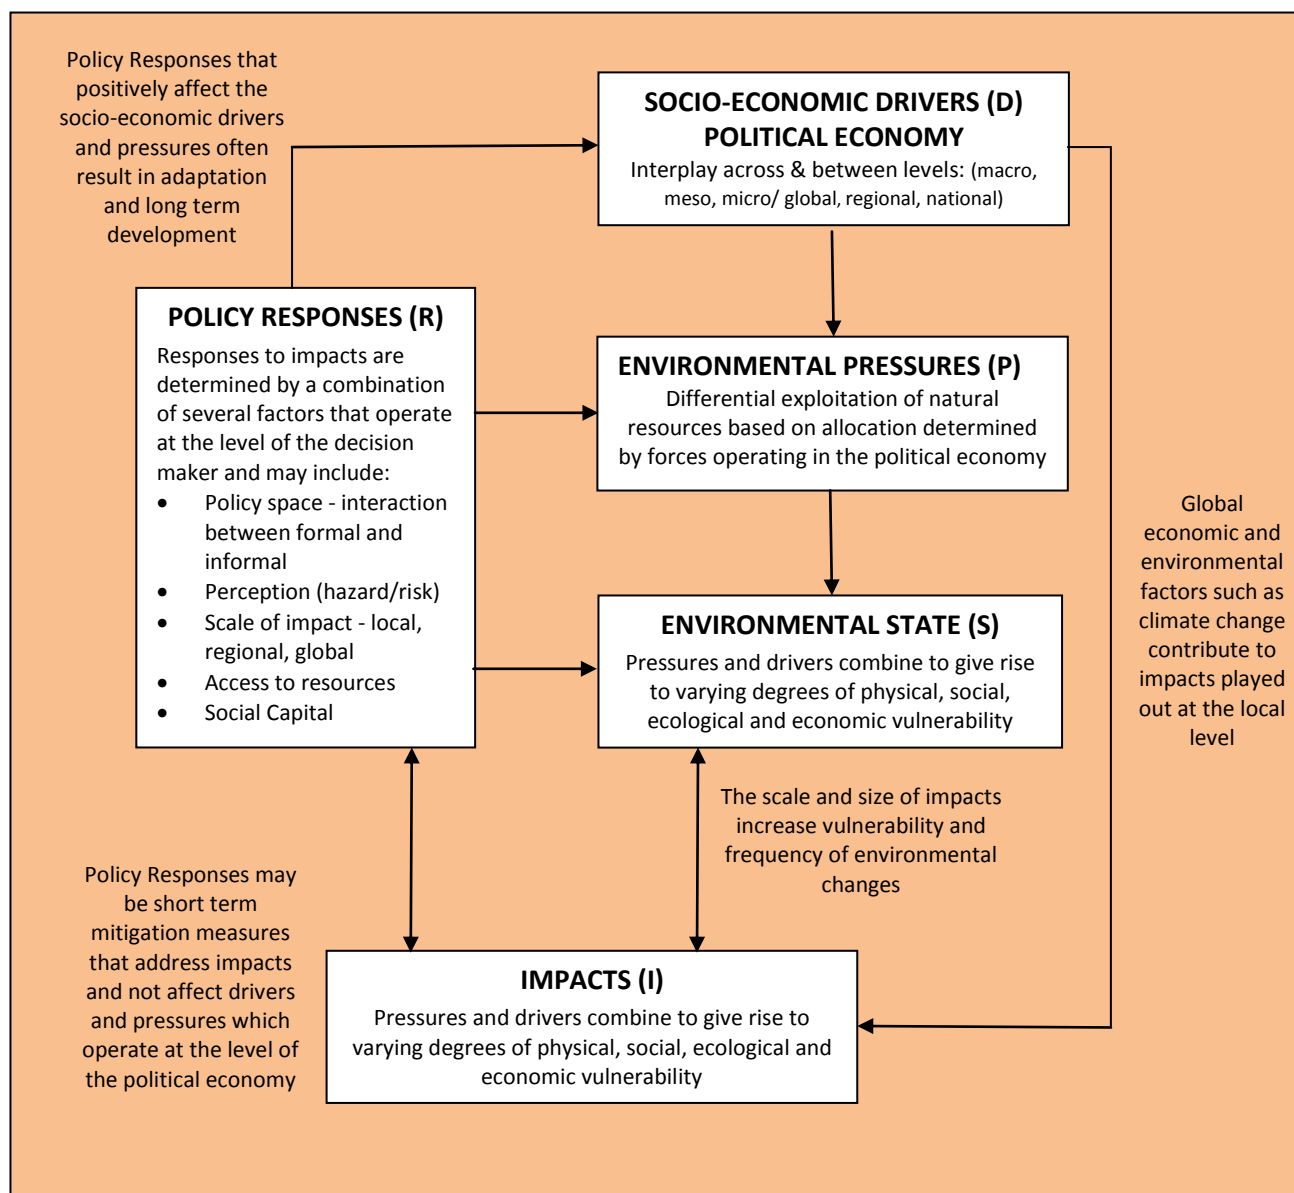 Policy Responses that
positively affect the
socio-economic drivers
and pressures often
result in adaptation
and long term
development
SOCIO-ECONOMIC DRIVERS (D)
POLITICAL ECONOMY
Interplay across & between levels: (macro,
meso, micro/ global, regional, national)
POLICY RESPONSES (R)
Responses to impacts are
determined by a combination
of several factors that operate
at the level of the decision
maker and may include:
• Policy space - interaction
between formal and
informal
• Perception (hazard/risk)
• Scale of impact - local,
regional, global
• Access to resources
• Social Capital
ENVIRONMENTAL PRESSURES (P)
Differential exploitation of natural
resources based on allocation determined
by forces operating in the political economy
ENVIRONMENTAL STATE (S)
Pressures and drivers combine to give rise
to varying degrees of physical, social,
ecological and economic vulnerability
Global
economic and
environmental
factors such as
climate change
contribute to
impacts played
out at the local
level
The scale and size of impacts
increase vulnerability and
frequency of environmental
changes
Policy Responses may
be short term
mitigation measures
that address impacts
and not affect drivers
and pressures which
operate at the level of
the political economy
IMPACTS (I)
Pressures and drivers combine to give rise to
varying degrees of physical, social, ecological and
economic vulnerability